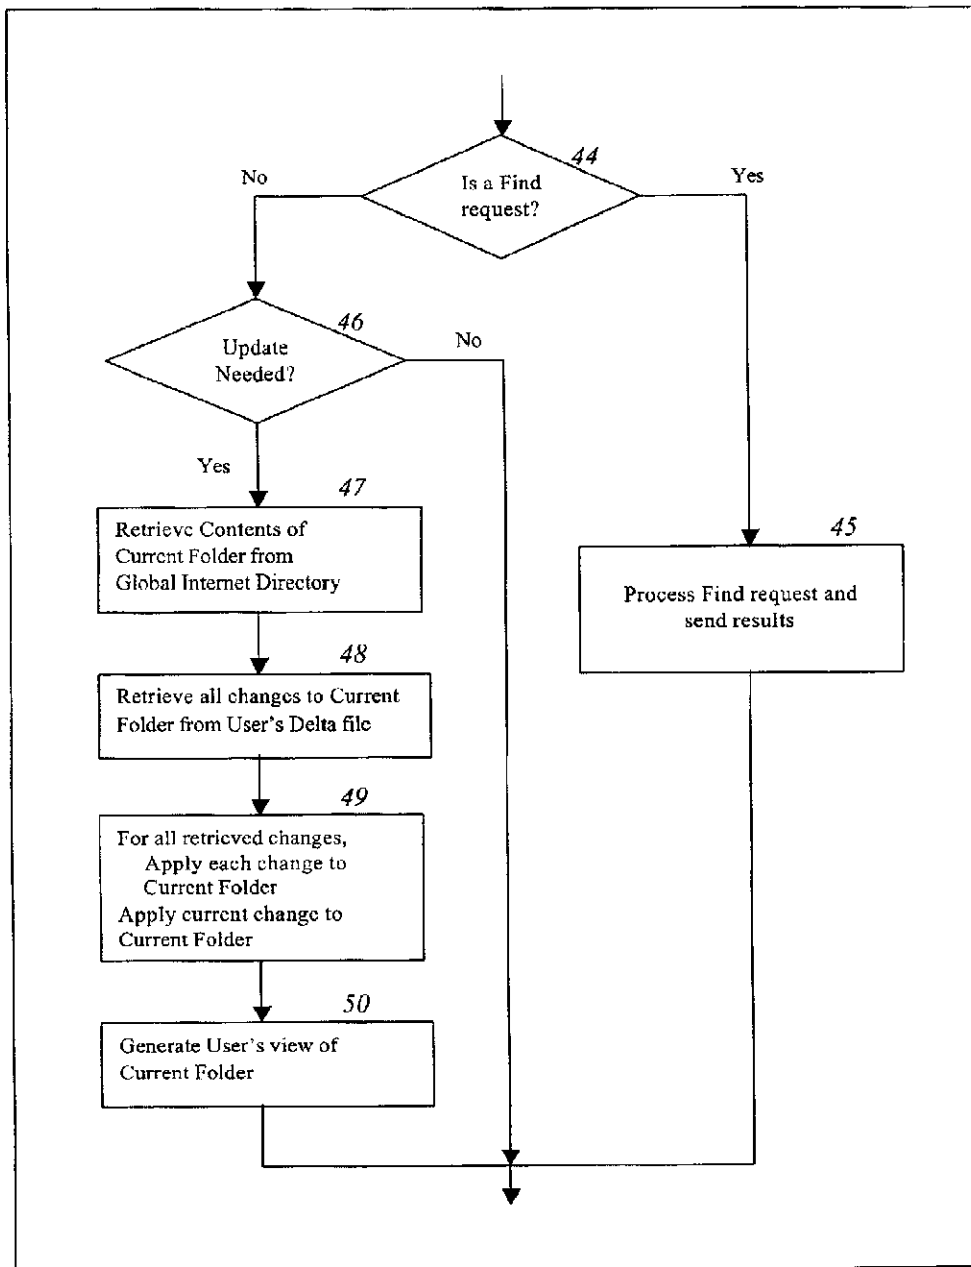 44
No
Is a Find
request?
Yes
46
Update
Needed?
No
Yes
47
Retrieve Contents of
Current Folder from
Global Internet Directory
45
Process Find request and
send results
48
Retrieve all changes to Current
Folder from User's Delta file
49
For all retrieved changes,
Apply each change to
Current Folder
Apply current change to
Current Folder
50
Generate User's view of
Current Folder